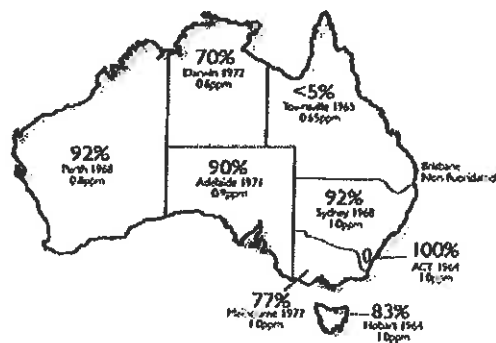 70%
Darwin 1972
0.6ppm
<5%
Townsville 1965
0.65ppm
92%
Perth 1968
0.8ppm
90%
Adelaide 1971
0.9ppm
Brisbane
Non fluoridated
92%
Sydney 1968
1.0ppm
100%
ACT 1964
1.0ppm
77%
Melbourne 1977
1.0ppm
83%
Hobart 1964
1.0ppm